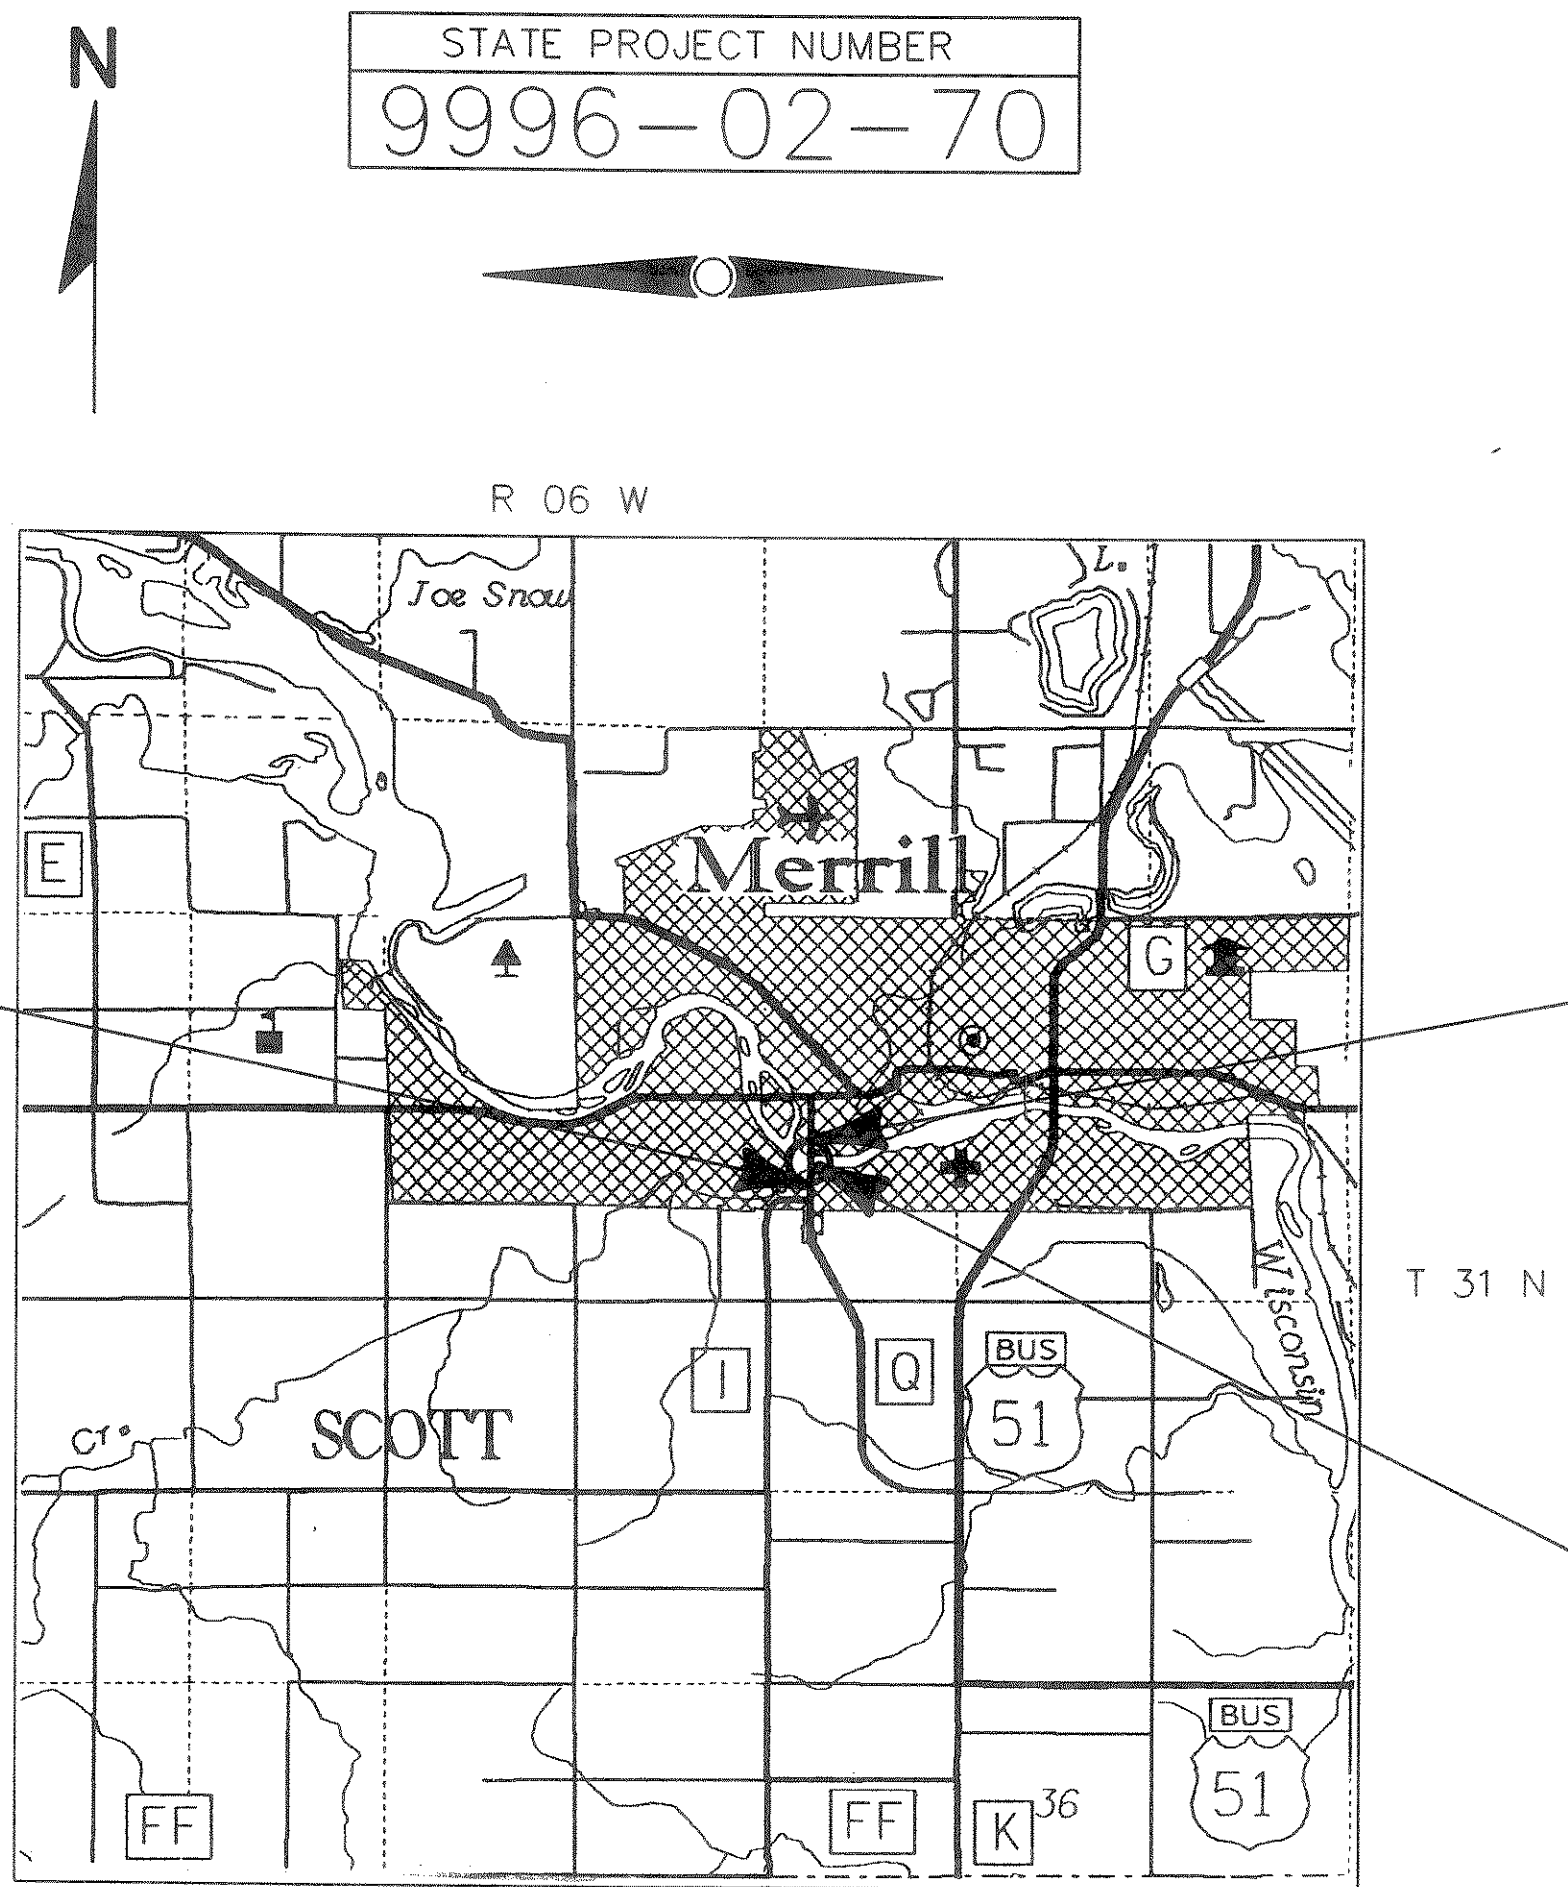 N
STATE PROJECT NUMBER
9996-02-70
R 06 W
L.
Joe Snow
E
Merrill
G
T 31 N
Wisconsin
I
Q
BUS
51
Cr.
SCOTT
BUS
51
FF
FF
K
36